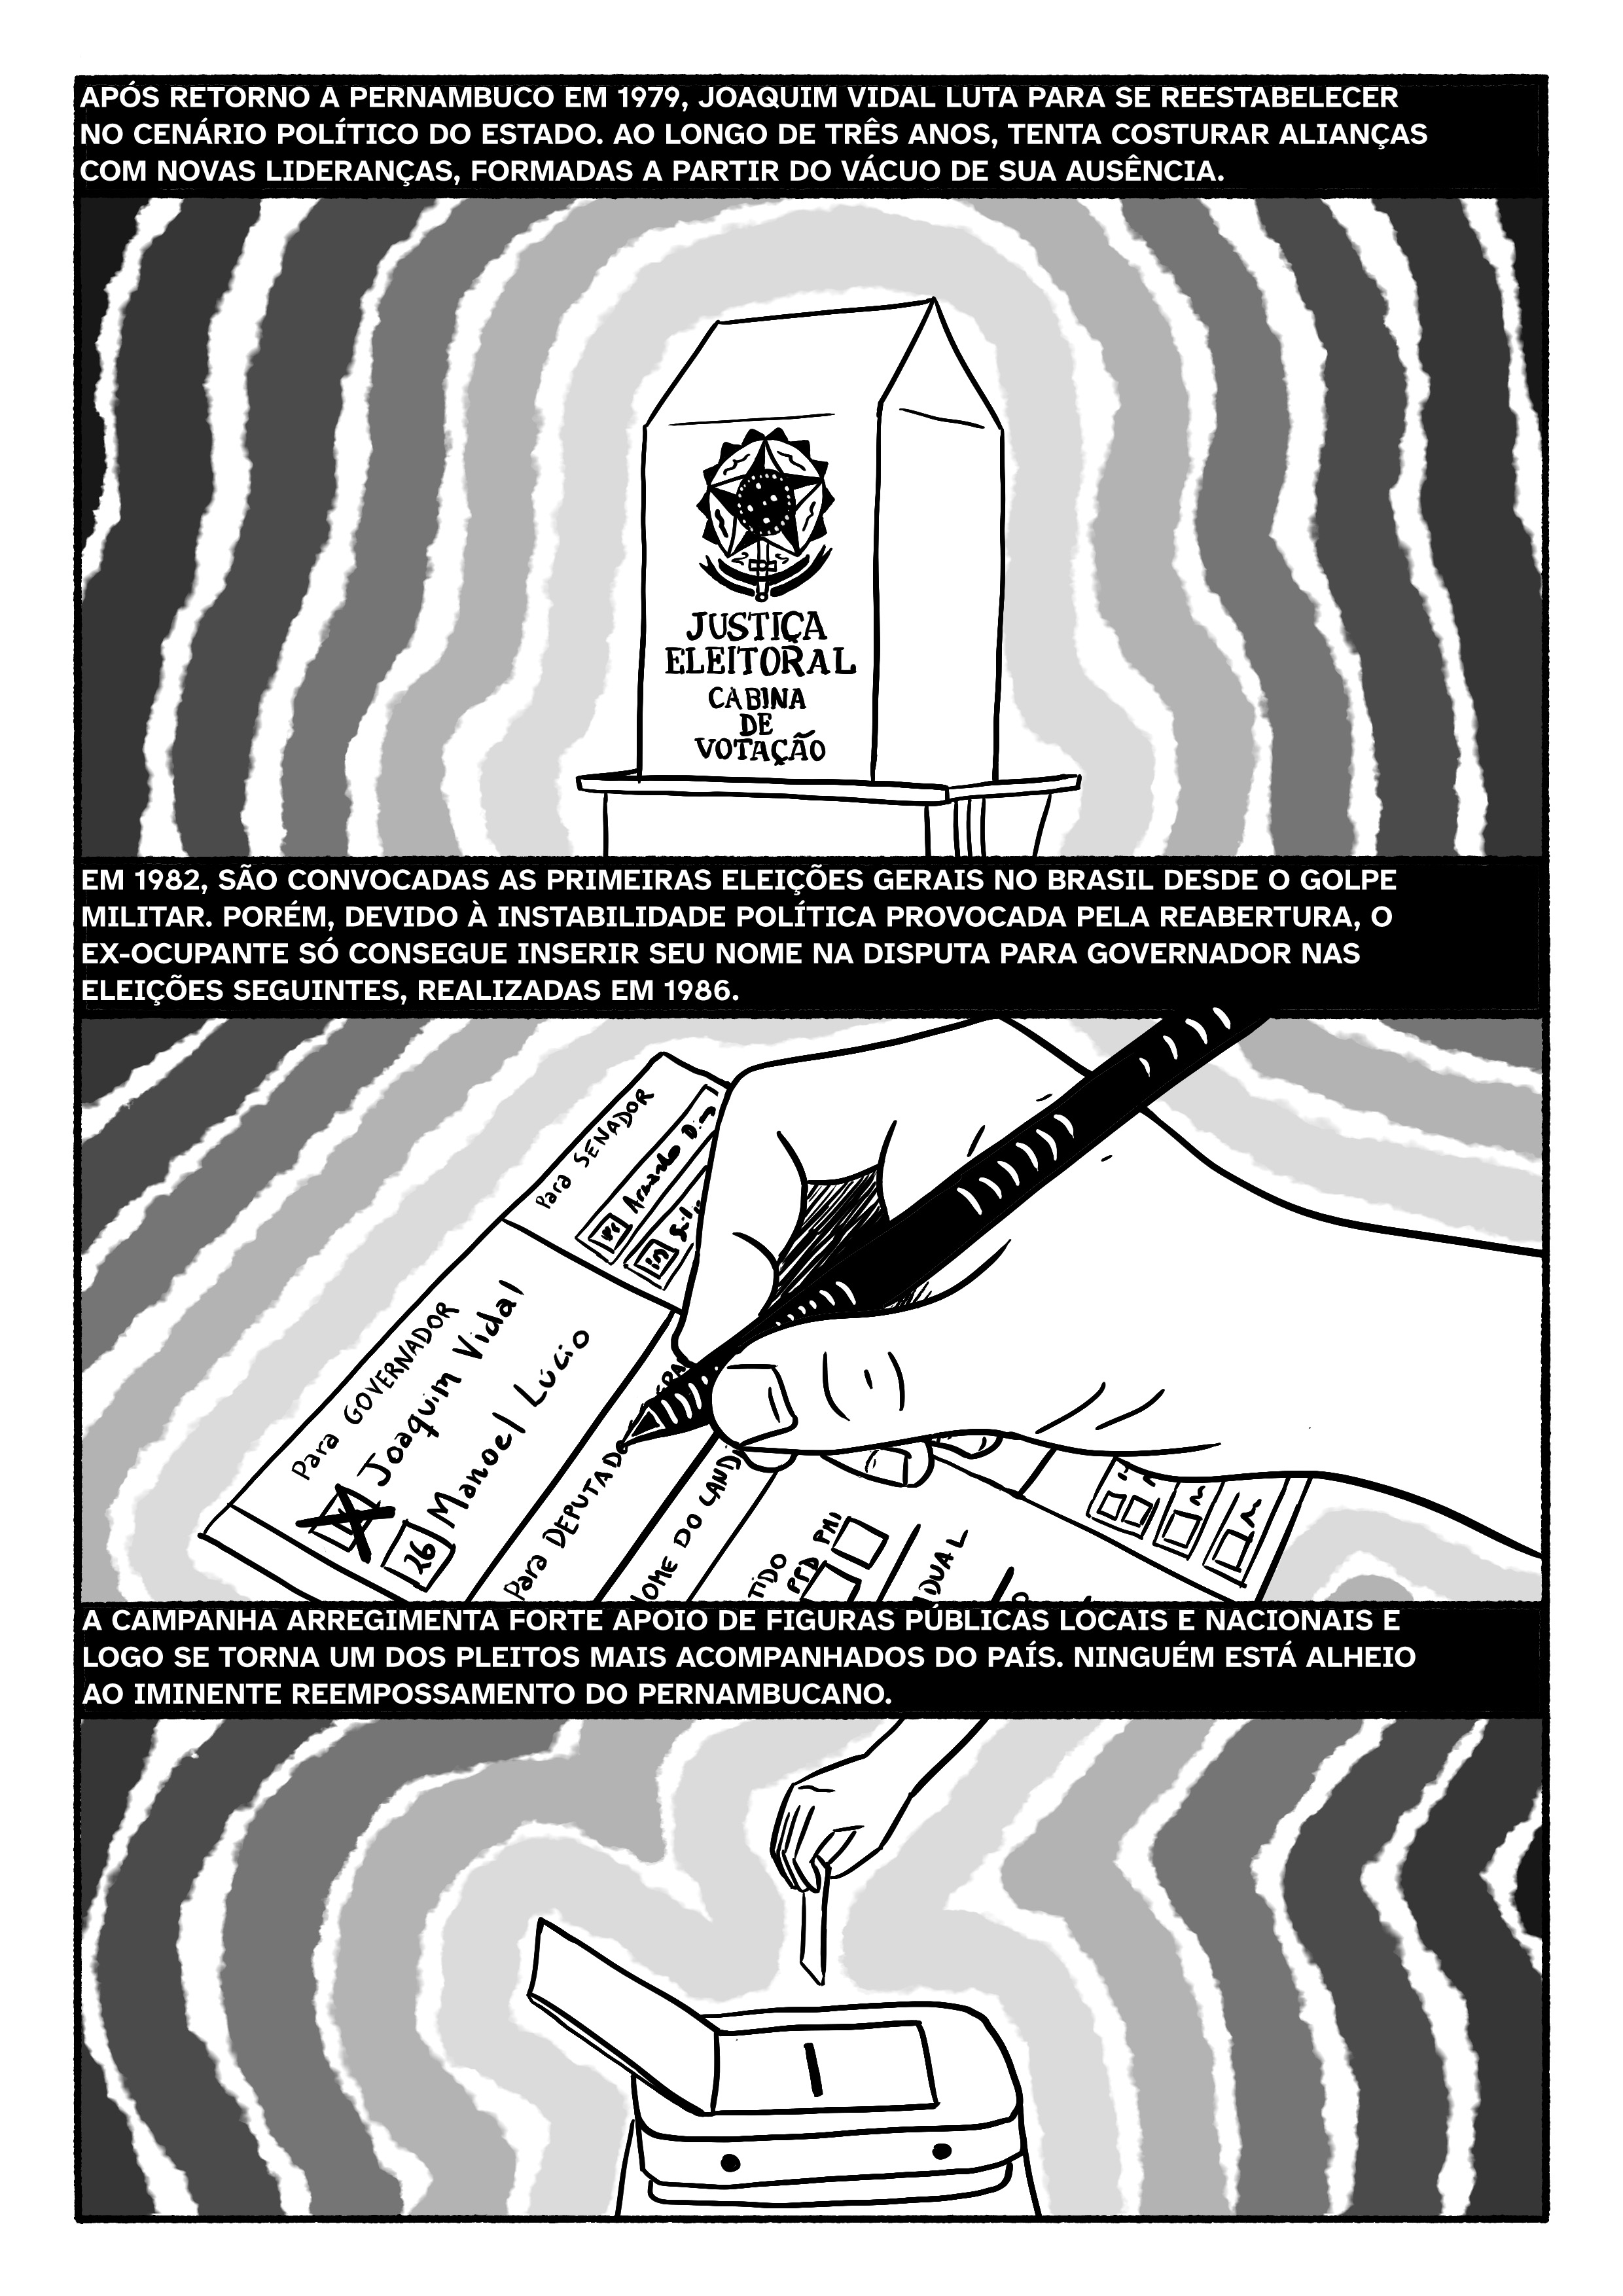 APÓS RETORNO A PERNAMBUCO EM 1979, JOAQUIM VIDAL LUTA PARA SE REESTABELECER
NO CENÁRIO POLÍTICO DO ESTADO. AO LONGO DE TRÊS ANOS, TENTA COSTURAR ALIANÇAS
COM NOVAS LIDERANÇAS, FORMADAS A PARTIR DO VÁCUO DE SUA AUSÊNCIA.
JUSTIÇA
ELEITORAL
CABINA
DE
VOTAÇÃO
EM 1982, SÃO CONVOCADAS AS PRIMEIRAS ELEIÇÕES GERAIS NO BRASIL DESDE O GOLPE
MILITAR. PORÉM, DEVIDO À INSTABILIDADE POLÍTICA PROVOCADA PELA REABERTURA, O
EX-OCUPANTE SÓ CONSEGUE INSERIR SEU NOME NA DISPUTA PARA GOVERNADOR NAS
ELEIÇÕES SEGUINTES, REALIZADAS EM 1986.
Para SENADOR
Armando
Para GOVERNADOR
Joaquim Vidal
26 Manoel Lúcio
Para DEPUTADO
DO
A CAMPANHA ARREGIMENTA FORTE APOIO DE FIGURAS PÚBLICAS LOCAIS E NACIONAIS E
LOGO SE TORNA UM DOS PLEITOS MAIS ACOMPANHADOS DO PAÍS. NINGUÉM ESTÁ ALHEIO
AO IMINENTE REEMPOSSAMENTO DO PERNAMBUCANO.